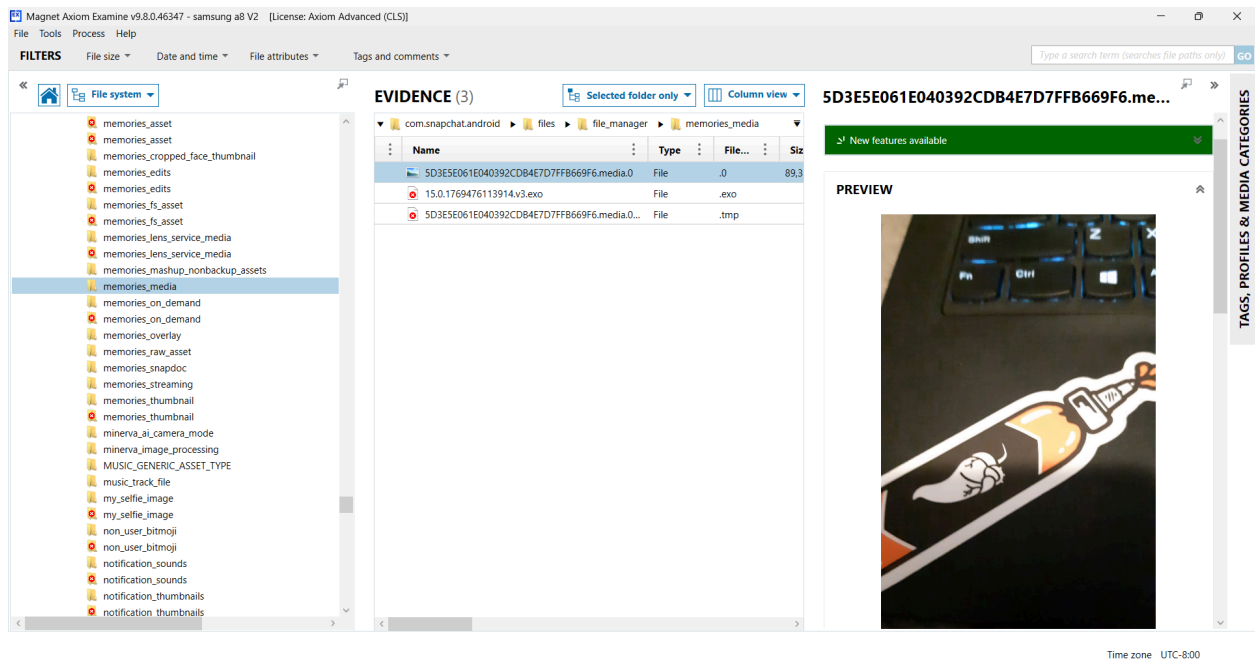 Magnet Axiom Examine v9.8.0.46347 - samsung a8 V2 [License: Axiom Advanced (CLS)]
File Tools Process Help
FILTERS File size Date and time File attributes Tags and comments Type a search term (searches file paths only) GO
File system
memories_asset
memories_asset
memories_cropped_face_thumbnail
memories_edits
memories_edits
memories_fs_asset
memories_fs_asset
memories_lens_service_media
memories_lens_service_media
memories_mashup_nonbackup_assets
memories_media
memories_on_demand
memories_on_demand
memories_overlay
memories_raw_asset
memories_snapdoc
memories_streaming
memories_thumbnail
memories_thumbnail
minerva_ai_camera_mode
minerva_image_processing
MUSIC_GENERIC_ASSET_TYPE
music_track_file
my_selfie_image
my_selfie_image
non_user_bitmoji
non_user_bitmoji
notification_sounds
notification_sounds
notification_thumbnails
notification_thumbnails
EVIDENCE (3) Selected folder only Column view
com.snapchat.android files file_manager memories_media
Name Type File... Siz
5D3E5E061E040392CDB4E7D7FFB669F6.media.0 File .0 89,3
15.0.1769476113914.v3.exo File .exo
5D3E5E061E040392CDB4E7D7FFB669F6.media.0... File .tmp
5D3E5E061E040392CDB4E7D7FFB669F6.me...
New features available
PREVIEW
Shift Z X
Fn Ctrl
TAGS, PROFILES & MEDIA CATEGORIES
Time zone UTC-8:00